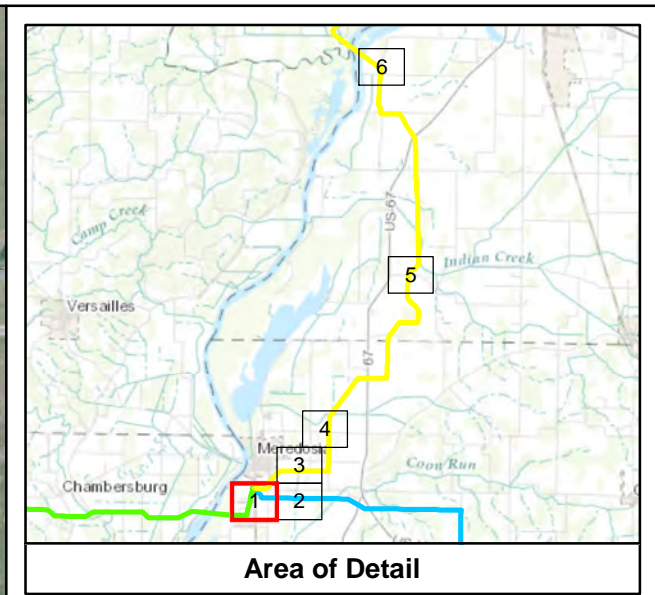 6
Camp Creek
US-67
Indian Creek
5
Versailles
67
4
Meredosia
3
Coon Run
Chambersburg
1
2
Area of Detail